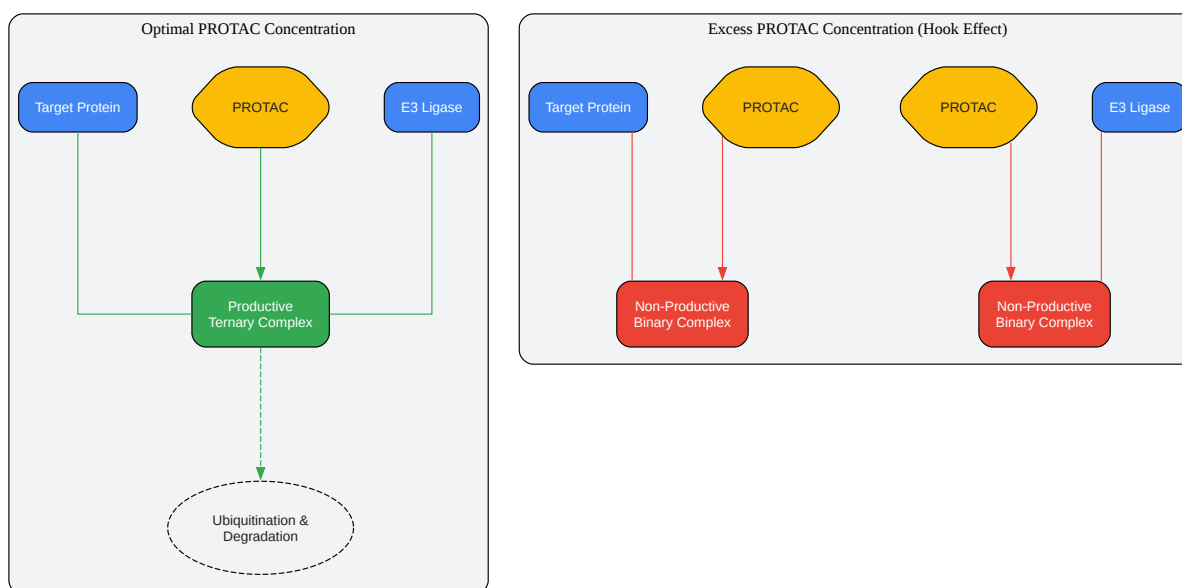 Optimal PROTAC Concentration
Target Protein
PROTAC
E3 Ligase
Productive
Ternary Complex
Ubiquitination &
Degradation
Excess PROTAC Concentration (Hook Effect)
Target Protein
PROTAC
PROTAC
E3 Ligase
Non-Productive
Binary Complex
Non-Productive
Binary Complex